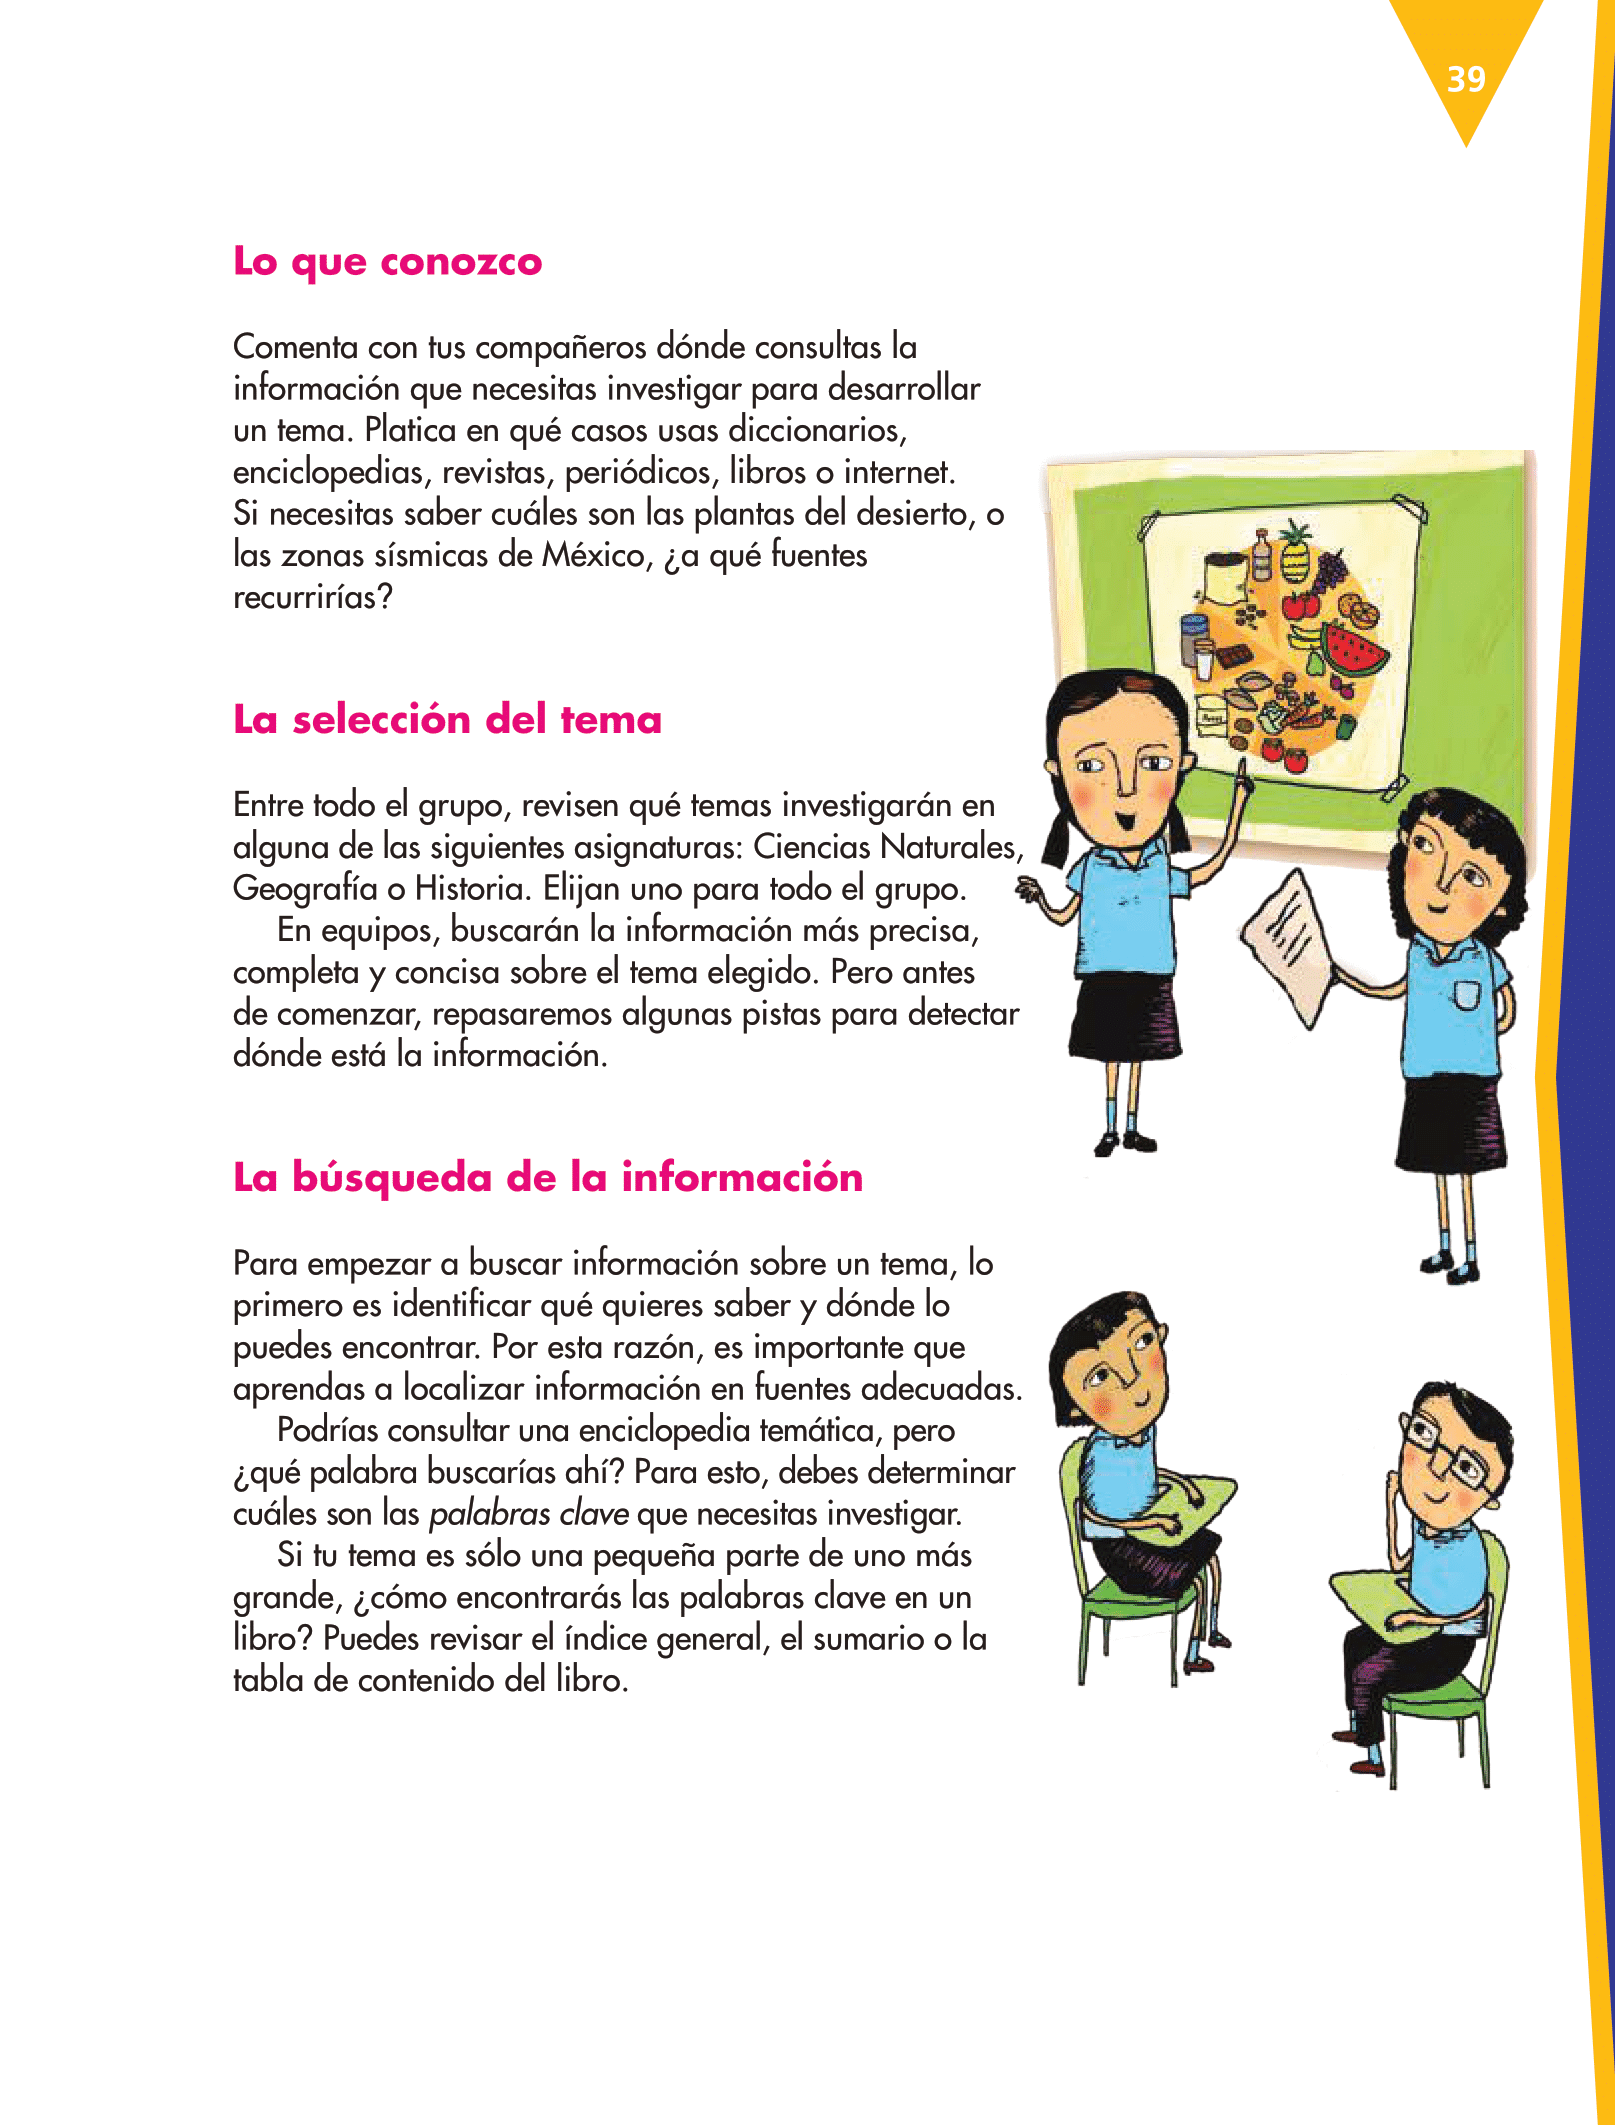 39
Lo que conozco
Comenta con tus compañeros dónde consultas la
información que necesitas investigar para desarrollar
un tema. Platica en qué casos usas diccionarios,
enciclopedias, revistas, periódicos, libros o internet.
Si necesitas saber cuáles son las plantas del desierto, o
las zonas sísmicas de México, ¿a qué fuentes
recurrirías?
La selección del tema
Entre todo el grupo, revisen qué temas investigarán en
alguna de las siguientes asignaturas: Ciencias Naturales,
Geografía o Historia. Elijan uno para todo el grupo.
En equipos, buscarán la información más precisa,
completa y concisa sobre el tema elegido. Pero antes
de comenzar, repasaremos algunas pistas para detectar
dónde está la información.
La búsqueda de la información
Para empezar a buscar información sobre un tema, lo
primero es identificar qué quieres saber y dónde lo
puedes encontrar. Por esta razón, es importante que
aprendas a localizar información en fuentes adecuadas.
Podrías consultar una enciclopedia temática, pero
¿qué palabra buscarías ahí? Para esto, debes determinar
cuáles son las palabras clave que necesitas investigar.
Si tu tema es sólo una pequeña parte de uno más
grande, ¿cómo encontrarás las palabras clave en un
libro? Puedes revisar el índice general, el sumario o la
tabla de contenido del libro.